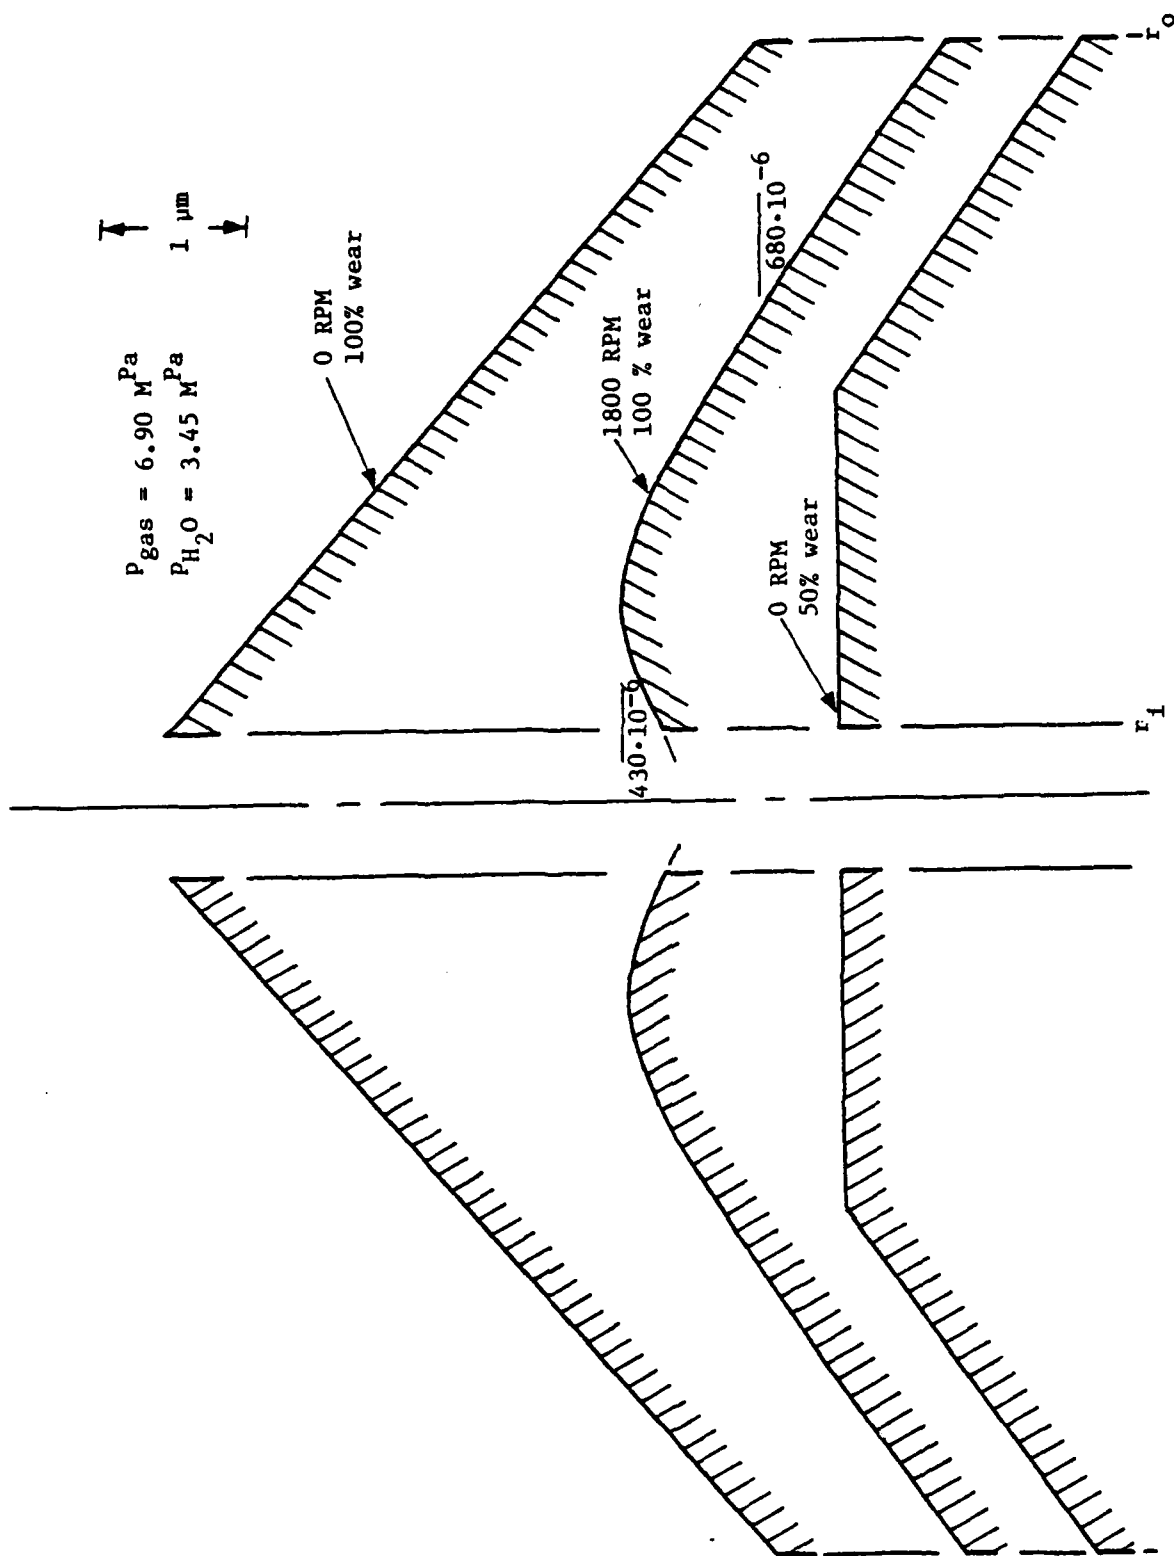 P_gas = 6.90 M^Pa
P_H₂O = 3.45 M^Pa
1 μm
0 RPM
100% wear
1800 RPM
100 % wear
430·10⁻⁶
680·10⁻⁶
0 RPM
50% wear
r_i
r_o